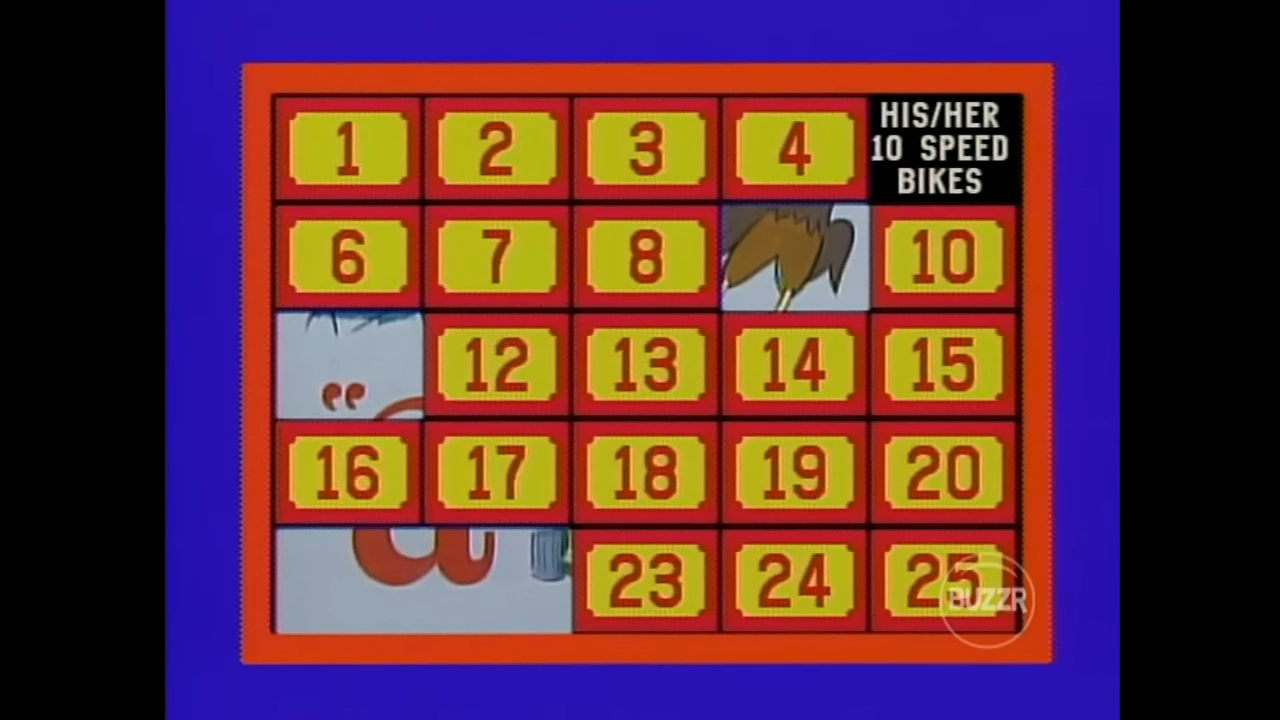 1 2 3 4 HIS/HER
10 SPEED
BIKES
6 7 8 10
12 13 14 15
“
16 17 18 19 20
a
23 24 25
BUZZR